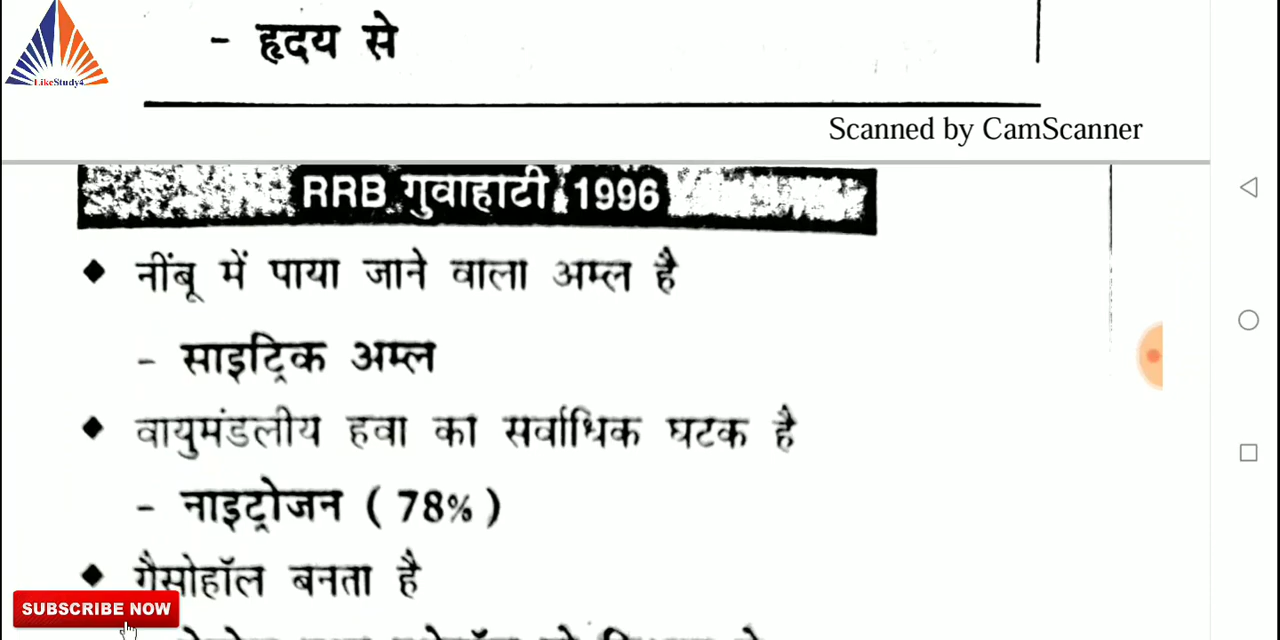 - हृदय से
LikeStudy4
Scanned by CamScanner
RRB गुवाहाटी 1996
◆ नींबू में पाया जाने वाला अम्ल है
- साइट्रिक अम्ल
◆ वायुमंडलीय हवा का सर्वाधिक घटक है
- नाइट्रोजन ( 78% )
◆ गैसोहॉल बनता है
SUBSCRIBE NOW